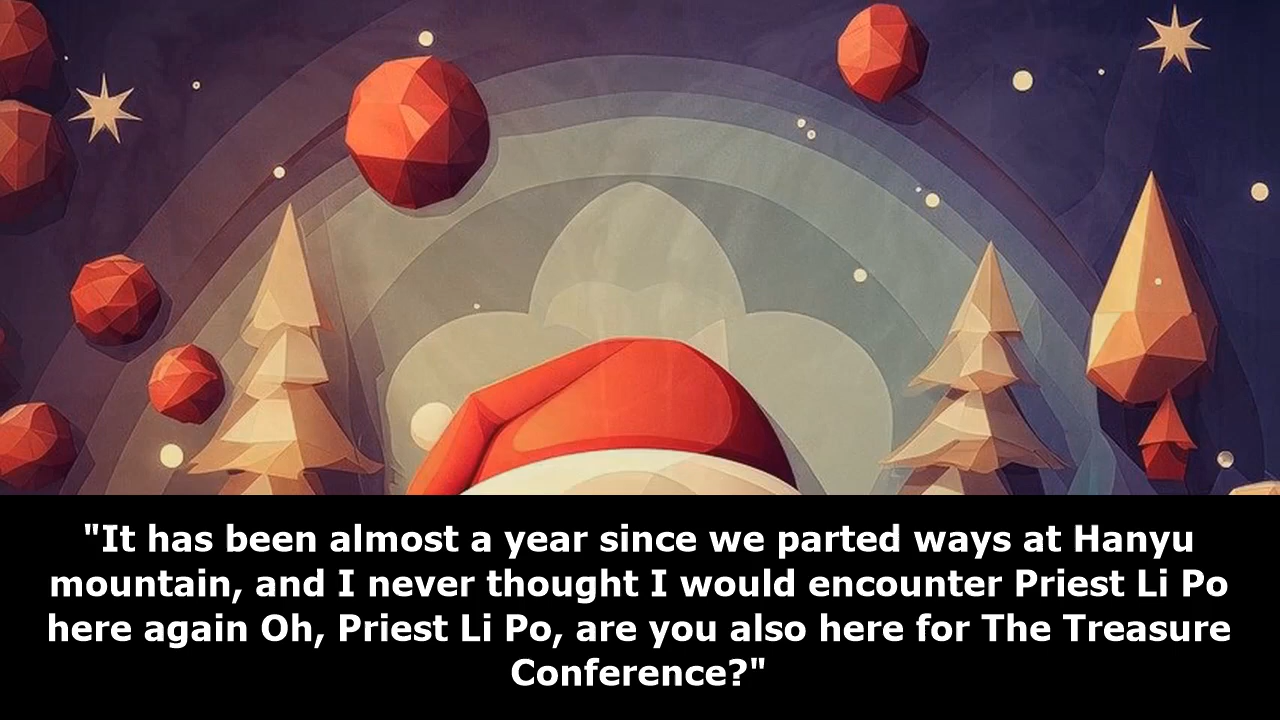 "It has been almost a year since we parted ways at Hanyu
mountain, and I never thought I would encounter Priest Li Po
here again Oh, Priest Li Po, are you also here for The Treasure
Conference?"